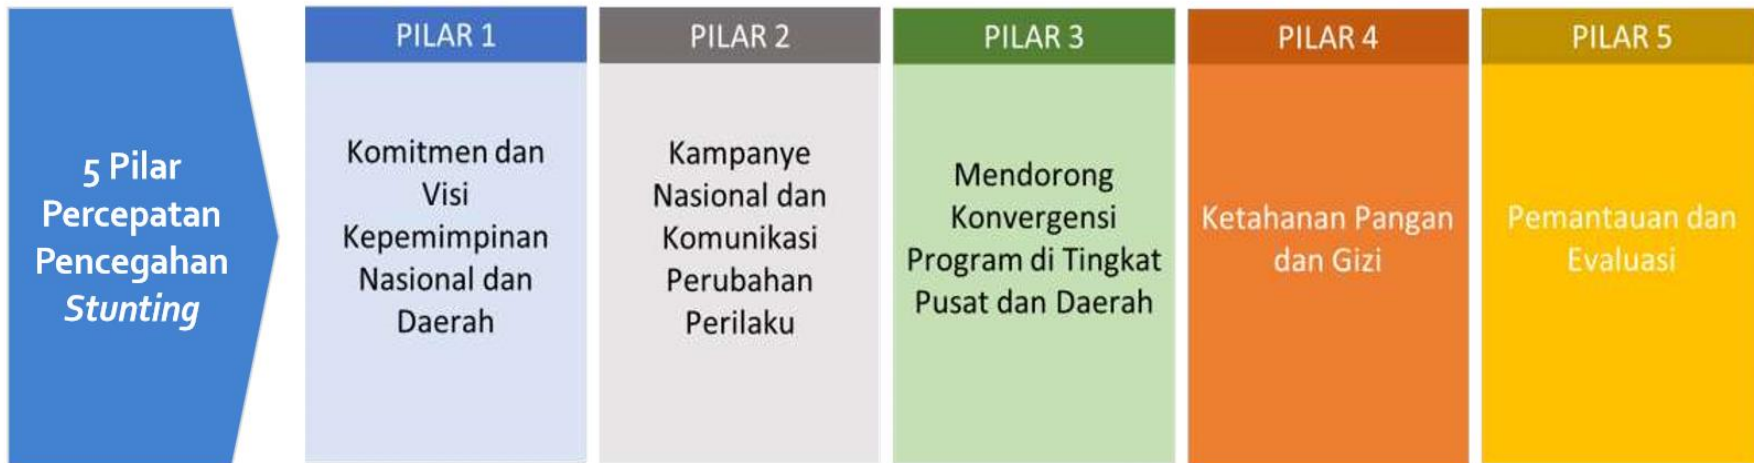 5 Pilar
Percepatan
Pencegahan
Stunting
PILAR 1
Komitmen dan
Visi
Kepemimpinan
Nasional dan
Daerah
PILAR 2
Kampanye
Nasional dan
Komunikasi
Perubahan
Perilaku
PILAR 3
Mendorong
Konvergensi
Program di Tingkat
Pusat dan Daerah
PILAR 4
Ketahanan Pangan
dan Gizi
PILAR 5
Pemantauan dan
Evaluasi